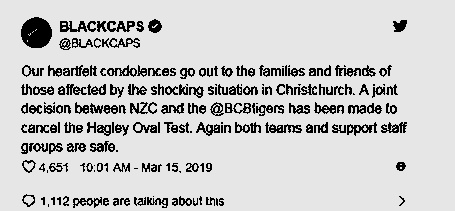 BLACKCAPS
@BLACKCAPS
Our heartfelt condolences go out to the families and friends of
those affected by the shocking situation in Christchurch. A joint
decision between NZC and the @BCBtigers has been made to
cancel the Hagley Oval Test. Again both teams and support staff
groups are safe.
4,651 10:01 AM - Mar 15, 2019
1,112 people are talking about this